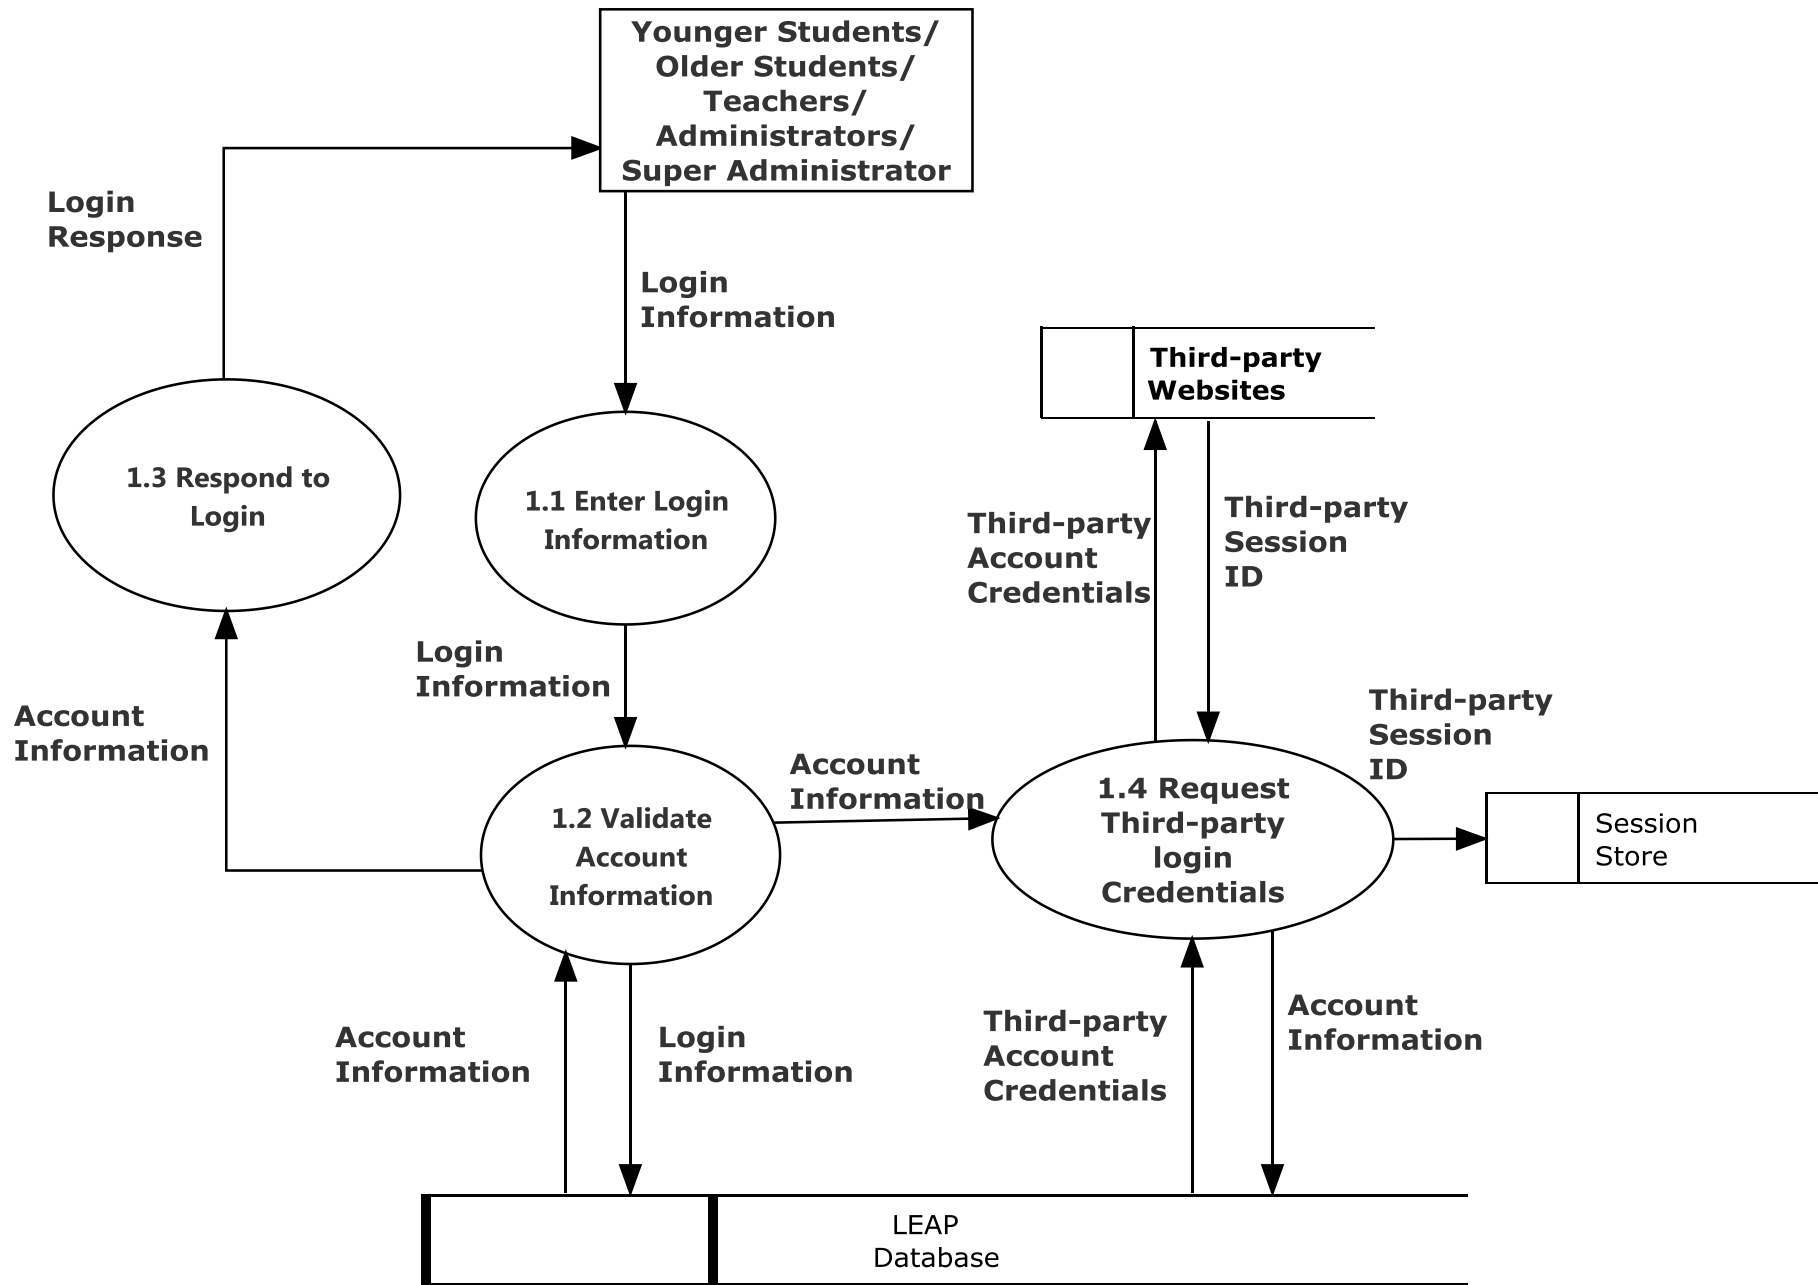 Younger Students/
Older Students/
Teachers/
Administrators/
Super Administrator
Login
Response
Login
Information
Third-party
Websites
1.3 Respond to
Login
1.1 Enter Login
Information
Third-party
Account
Credentials
Third-party
Session
ID
Login
Information
Account
Information
Third-party
Session
ID
Account
Information
1.2 Validate
Account
Information
1.4 Request
Third-party
login
Credentials
Session
Store
Account
Information
Login
Information
Third-party
Account
Credentials
Account
Information
LEAP
Database